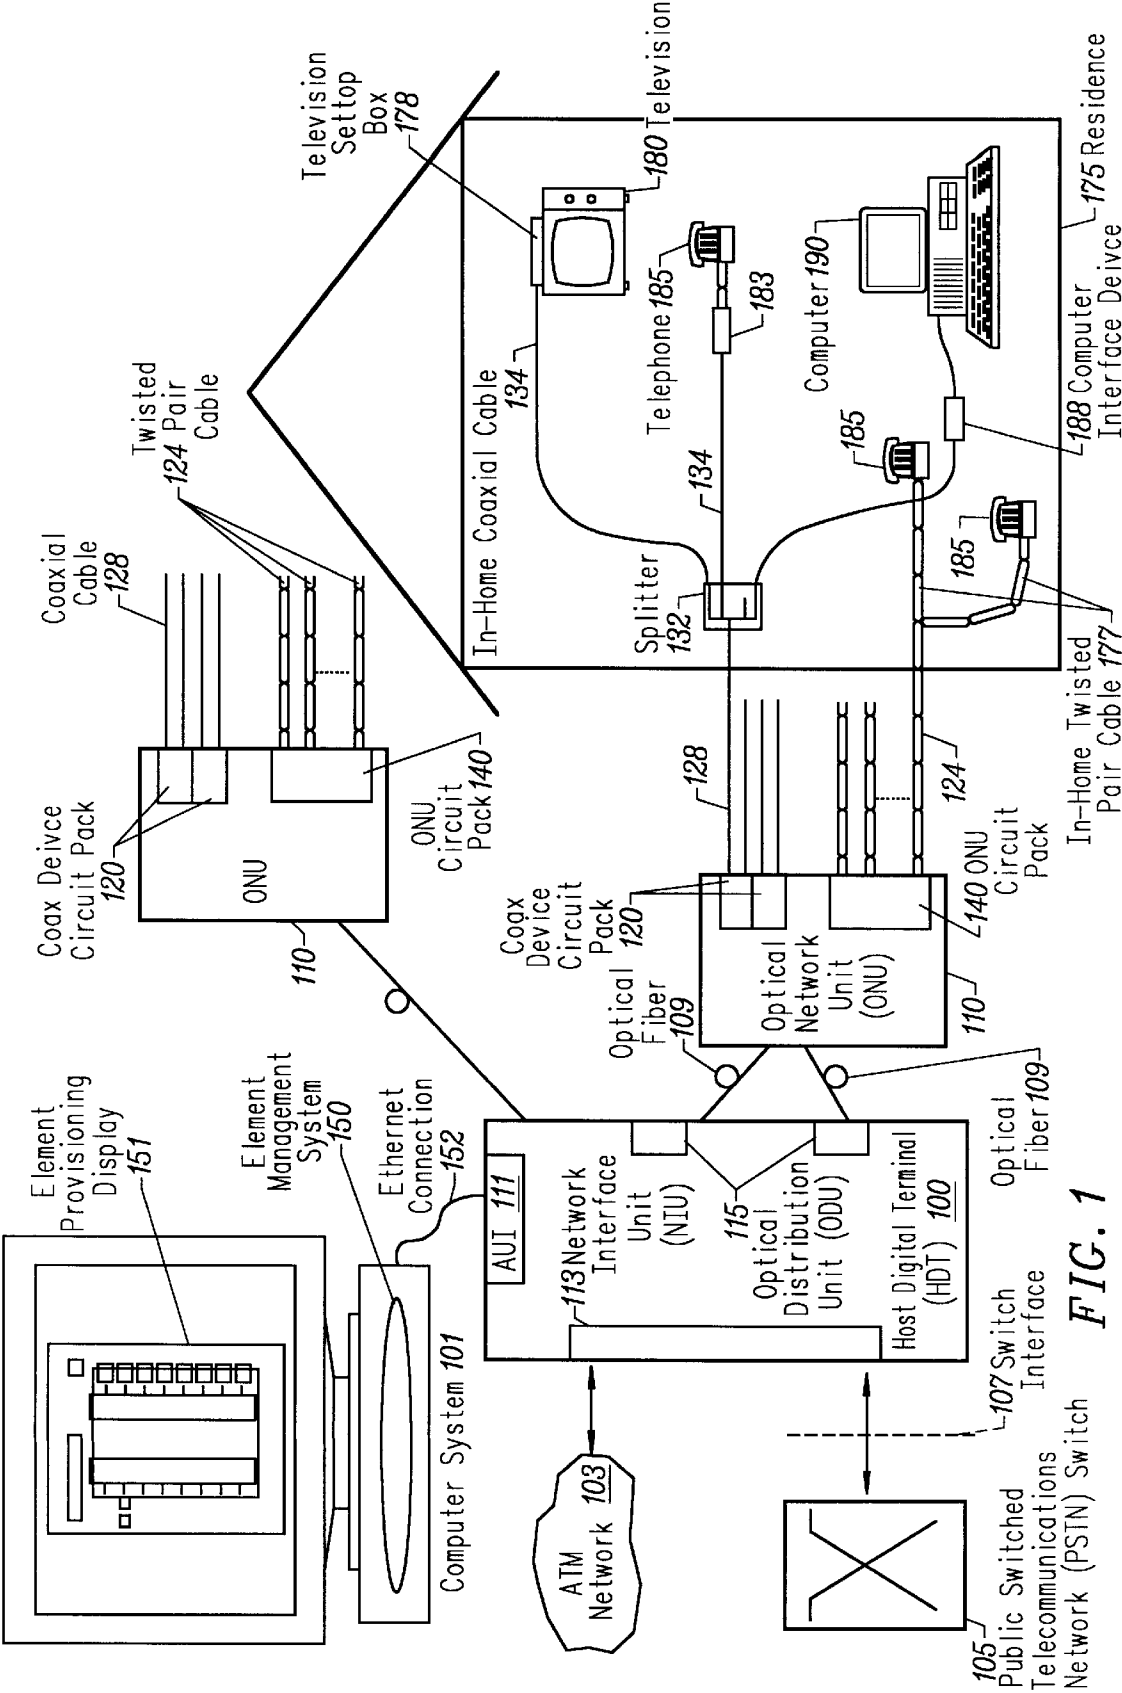 Element
Provisioning
Display
151
Element
Management
System
150
Ethernet
Connection
152
Computer System 101
ATM
Network 103
105
Public Switched
Telecommunications
Network (PSTN) Switch
107 Switch
Interface
AUI 111
113 Network
Interface
Unit
(NIU)
115
Optical
Distribution
Unit (ODU)
Host Digital Terminal
(HDT) 100
Optical
Fiber
109
Optical
Fiber 109
110
ONU
Coax Deivce
Circuit Pack
120
ONU
Circuit
Pack 140
Coaxial
Cable
128
Twisted
124 Pair
Cable
Optical
Network
Unit
(ONU)
110
Coax
Device
Circuit
Pack
120
140 ONU
Circuit
Pack
128
124
In-Home Twisted
Pair Cable 177
Splitter
132
In-Home Coaxial Cable
134
134
Television
Settop
Box
178
180 Television
Telephone 185
183
Computer 190
185
185
188 Computer
Interface Deivce
175 Residence
FIG. 1